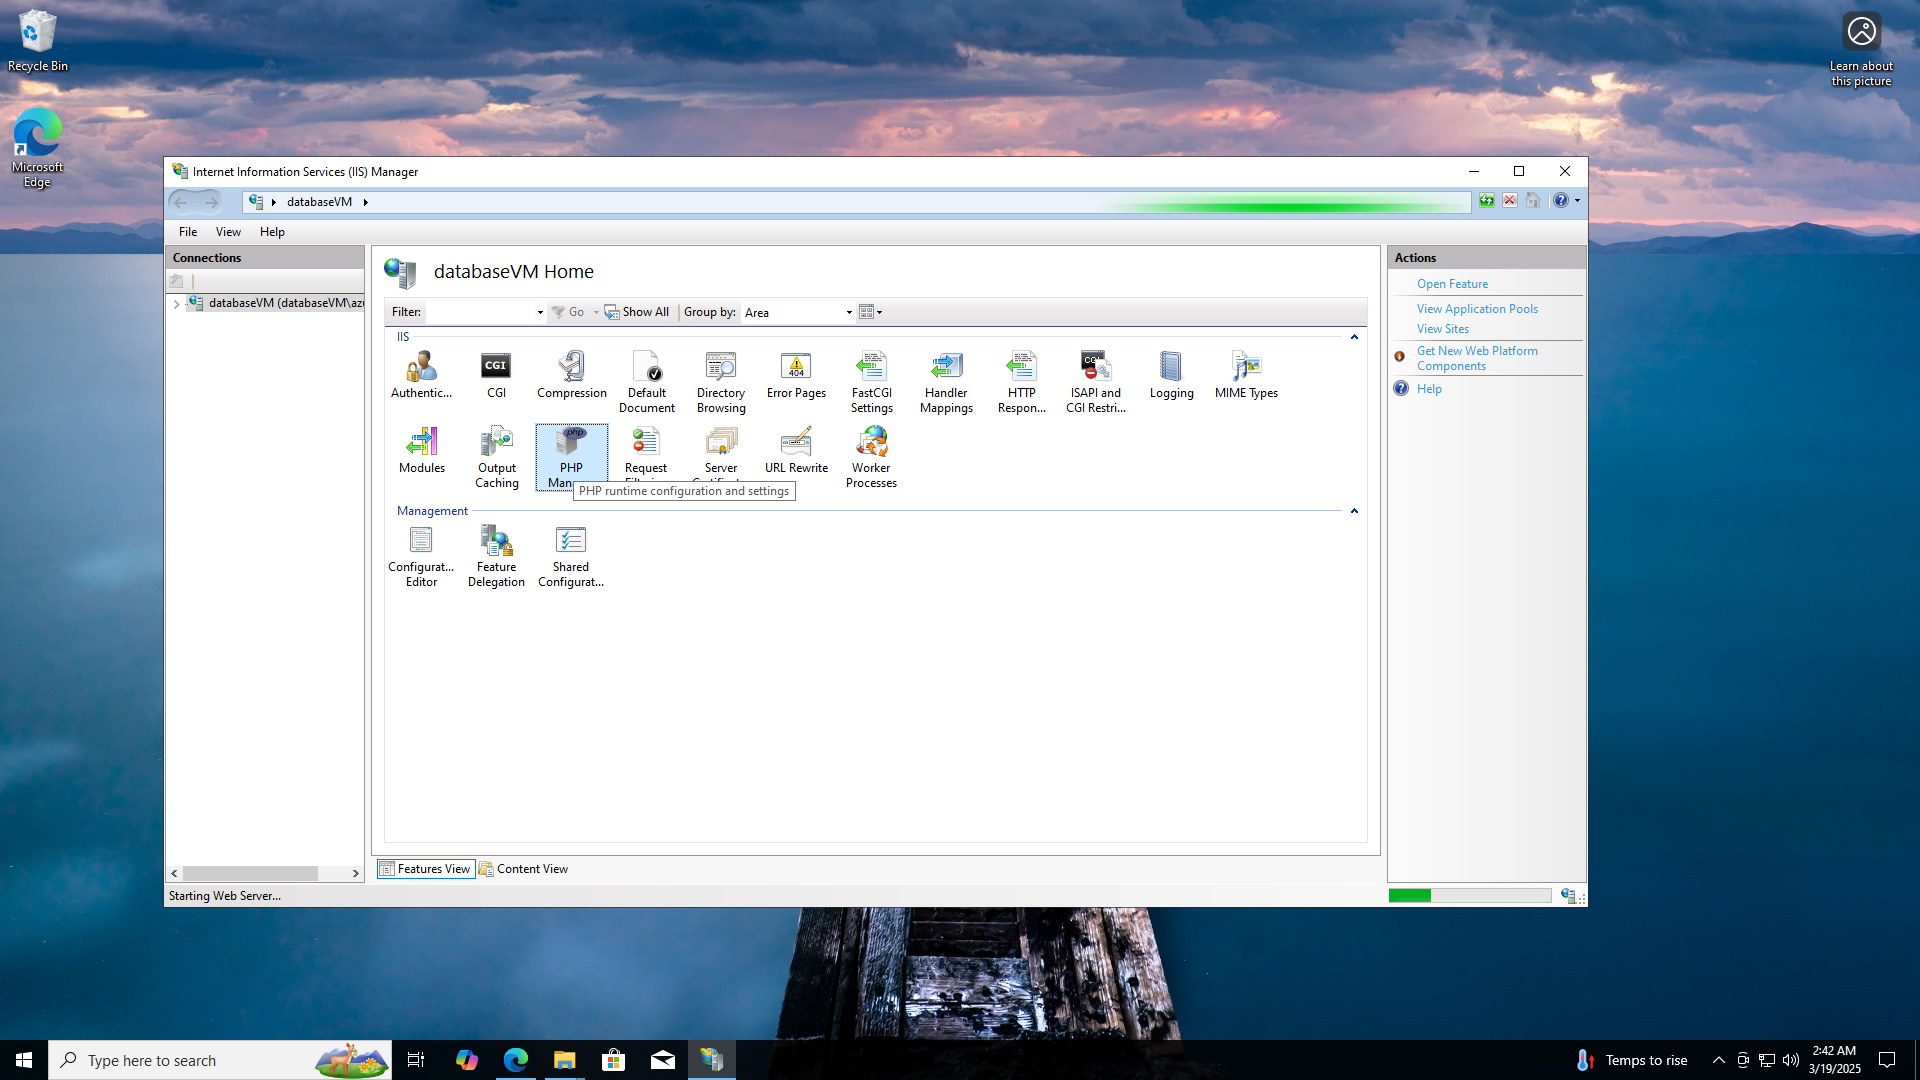 Recycle Bin
Learn about
this picture
Microsoft
Edge
Internet Information Services (IIS) Manager
databaseVM
File View Help
Connections
databaseVM (databaseVM\az
databaseVM Home
Filter:
Go
Show All
Group by:
Area
IIS
Authentic...
CGI
Compression
Default
Document
Directory
Browsing
Error Pages
404
FastCGI
Settings
Handler
Mappings
HTTP
Respon...
ISAPI and
CGI Restri...
Logging
MIME Types
Modules
Output
Caching
php
PHP
Man
Request
Server
URL Rewrite
Worker
Processes
PHP runtime configuration and settings
Management
Configurat...
Editor
Feature
Delegation
Shared
Configurat...
Features View
Content View
Actions
Open Feature
View Application Pools
View Sites
Get New Web Platform
Components
Help
Starting Web Server...
Type here to search
Temps to rise
2:42 AM
3/19/2025